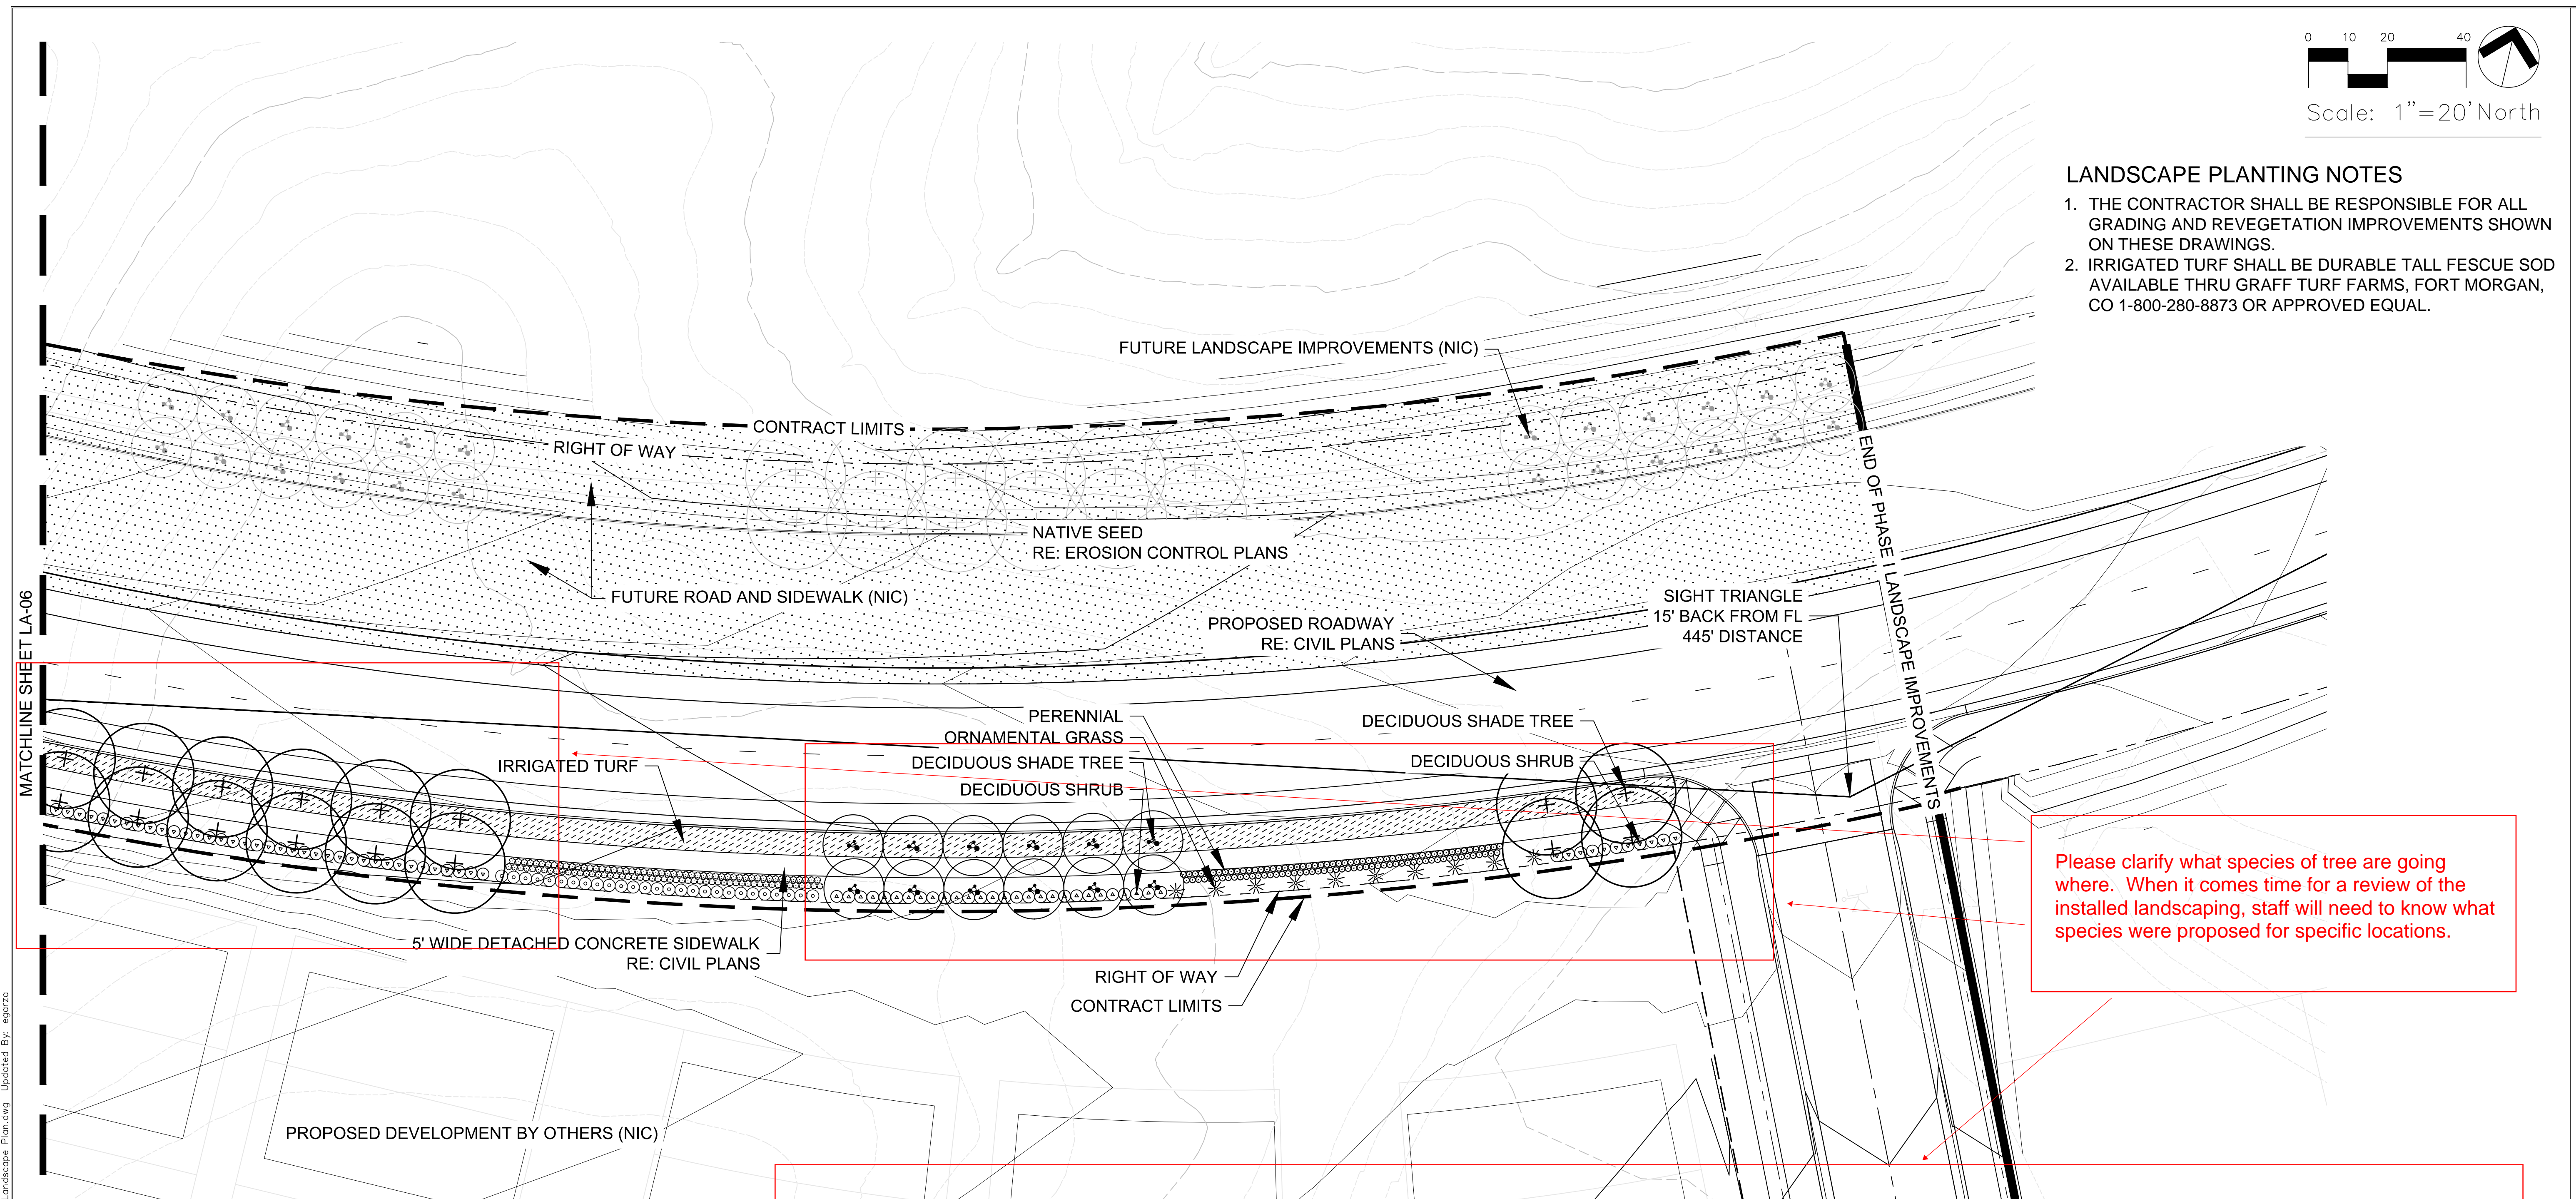 0 10 20 40
Scale: 1"=20' North
LANDSCAPE PLANTING NOTES
1. THE CONTRACTOR SHALL BE RESPONSIBLE FOR ALL
GRADING AND REVEGETATION IMPROVEMENTS SHOWN
ON THESE DRAWINGS.
2. IRRIGATED TURF SHALL BE DURABLE TALL FESCUE SOD
AVAILABLE THRU GRAFF TURF FARMS, FORT MORGAN,
CO 1-800-280-8873 OR APPROVED EQUAL.
FUTURE LANDSCAPE IMPROVEMENTS (NIC)
CONTRACT LIMITS
RIGHT OF WAY
NATIVE SEED
RE: EROSION CONTROL PLANS
FUTURE ROAD AND SIDEWALK (NIC)
END OF PHASE I LANDSCAPE IMPROVEMENTS
SIGHT TRIANGLE
15' BACK FROM FL
445' DISTANCE
PROPOSED ROADWAY
RE: CIVIL PLANS
MATCHLINE SHEET LA-06
PERENNIAL
ORNAMENTAL GRASS
DECIDUOUS SHADE TREE
DECIDUOUS SHRUB
DECIDUOUS SHADE TREE
DECIDUOUS SHRUB
IRRIGATED TURF
5' WIDE DETACHED CONCRETE SIDEWALK
RE: CIVIL PLANS
RIGHT OF WAY
CONTRACT LIMITS
Please clarify what species of tree are going
where. When it comes time for a review of the
installed landscaping, staff will need to know what
species were proposed for specific locations.
PROPOSED DEVELOPMENT BY OTHERS (NIC)
Landscape Plan.dwg Updated By: egarza